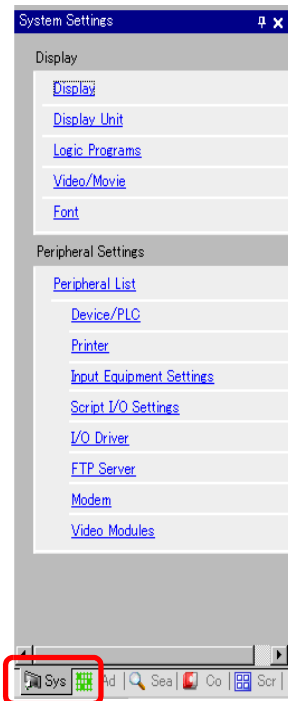 System Settings
Display
Display
Display Unit
Logic Programs
Video/Movie
Font
Peripheral Settings
Peripheral List
Device/PLC
Printer
Input Equipment Settings
Script I/O Settings
I/O Driver
FTP Server
Modem
Video Modules
Sys Ad Sea Co Scr